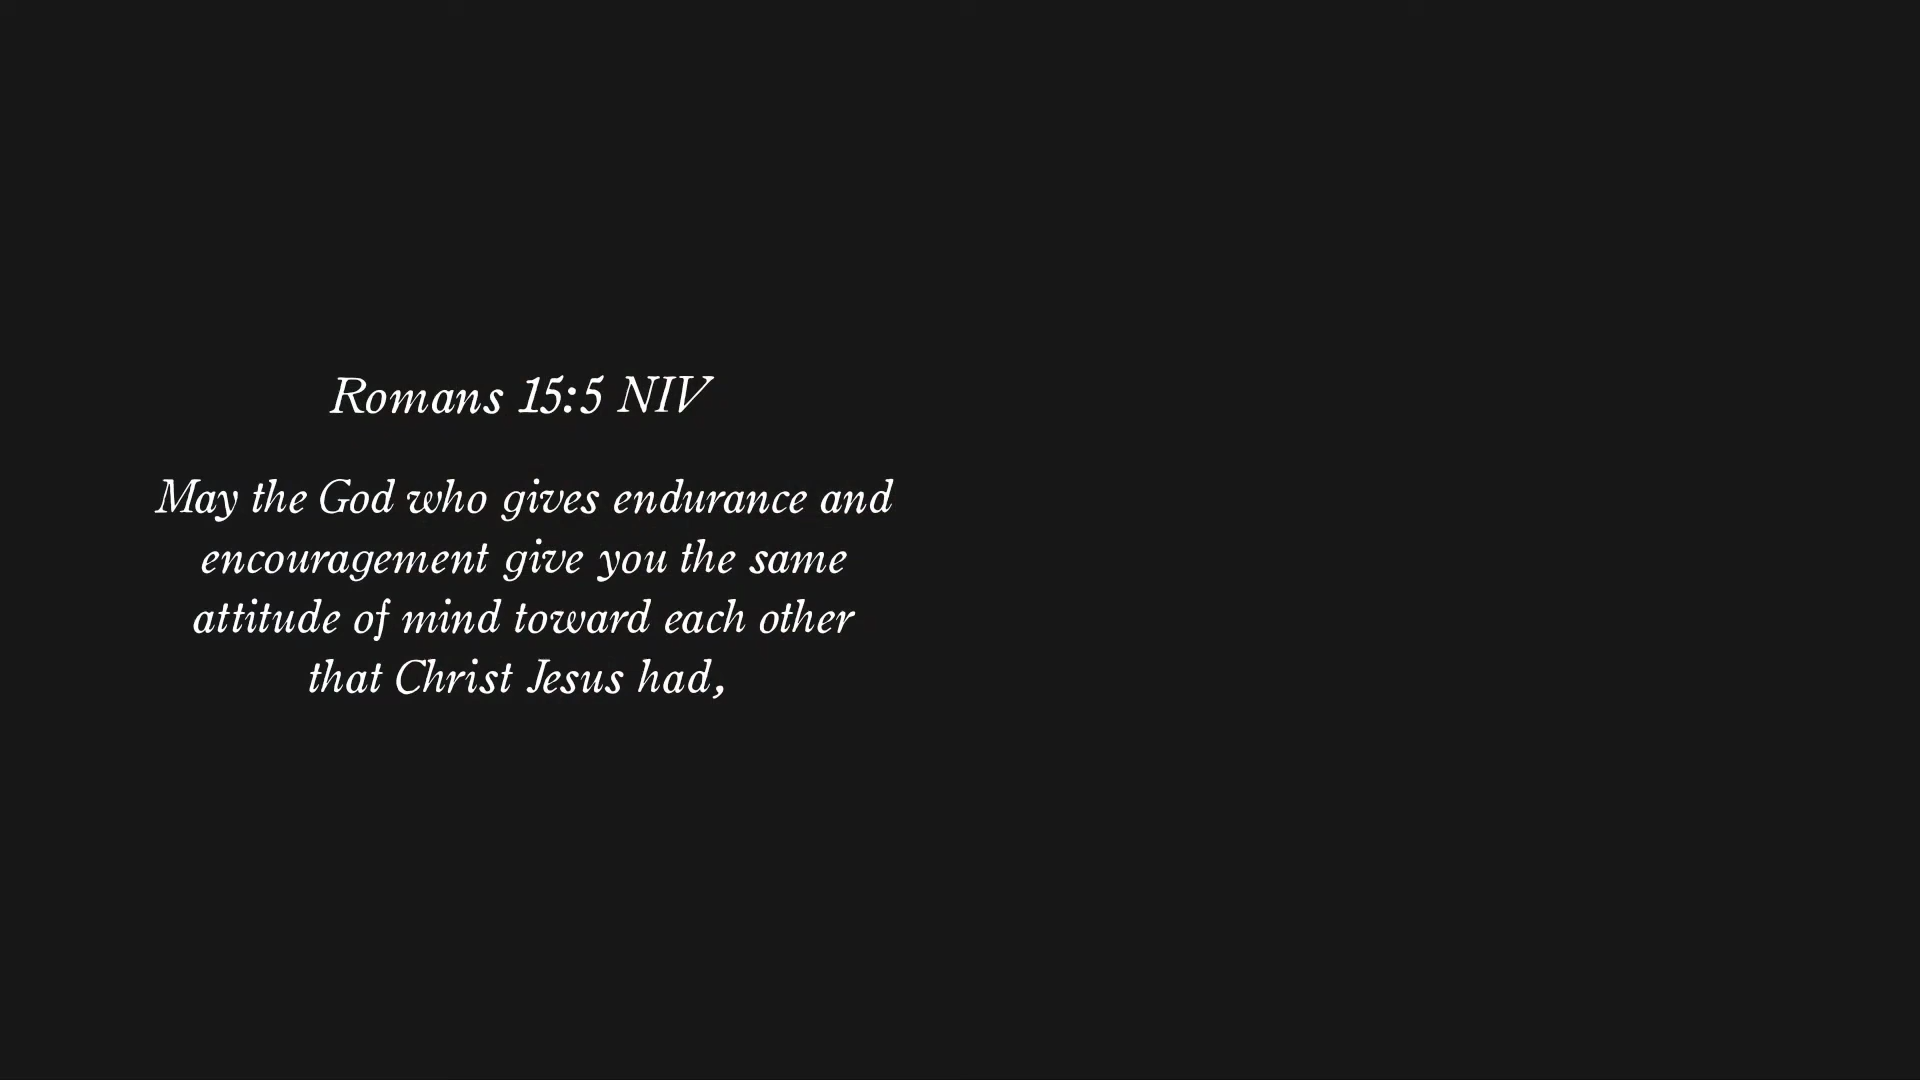 Romans 15:5 NIV
May the God who gives endurance and
encouragement give you the same
attitude of mind toward each other
that Christ Jesus had,